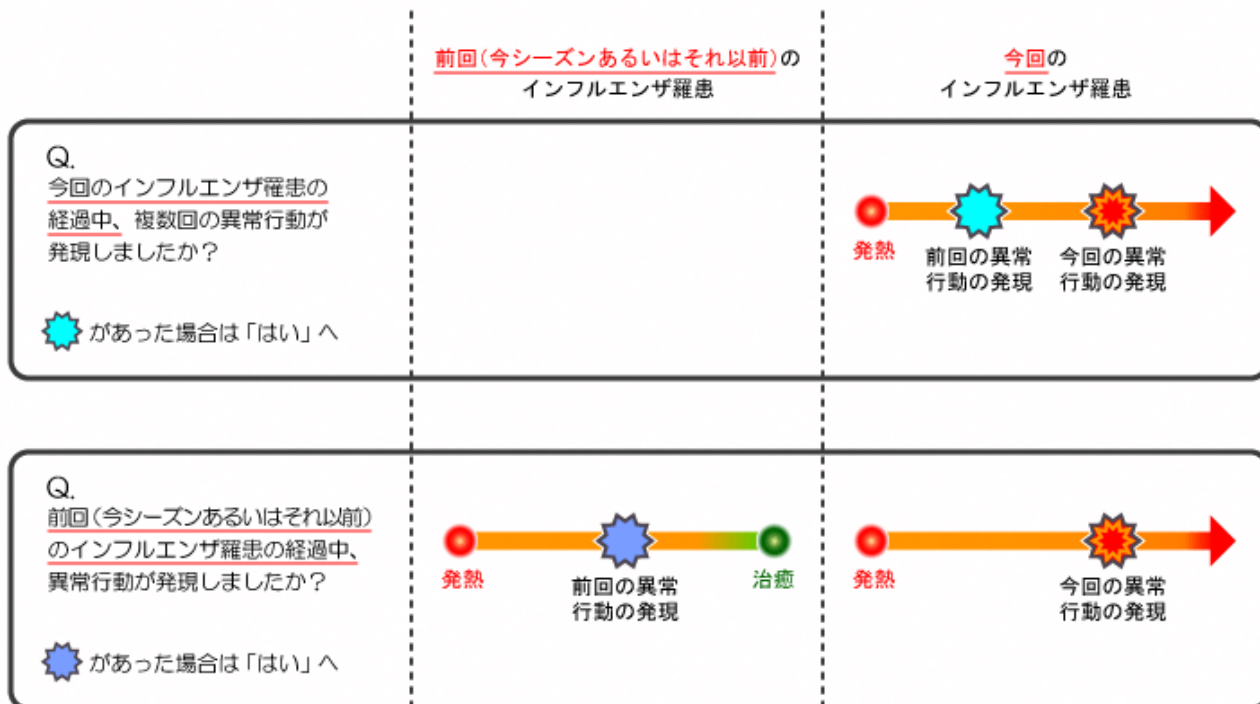 前回(今シーズンあるいはそれ以前)の
インフルエンザ羅患
今回の
インフルエンザ羅患
Q.
今回のインフルエンザ罹患の
経過中、複数回の異常行動が
発現しましたか?
があった場合は「はい」へ
発熱
前回の異常
行動の発現
今回の異常
行動の発現
Q.
前回(今シーズンあるいはそれ以前)
のインフルエンザ羅患の経過中、
異常行動が発現しましたか?
があった場合は「はい」へ
発熱
前回の異常
行動の発現
治癒
発熱
今回の異常
行動の発現